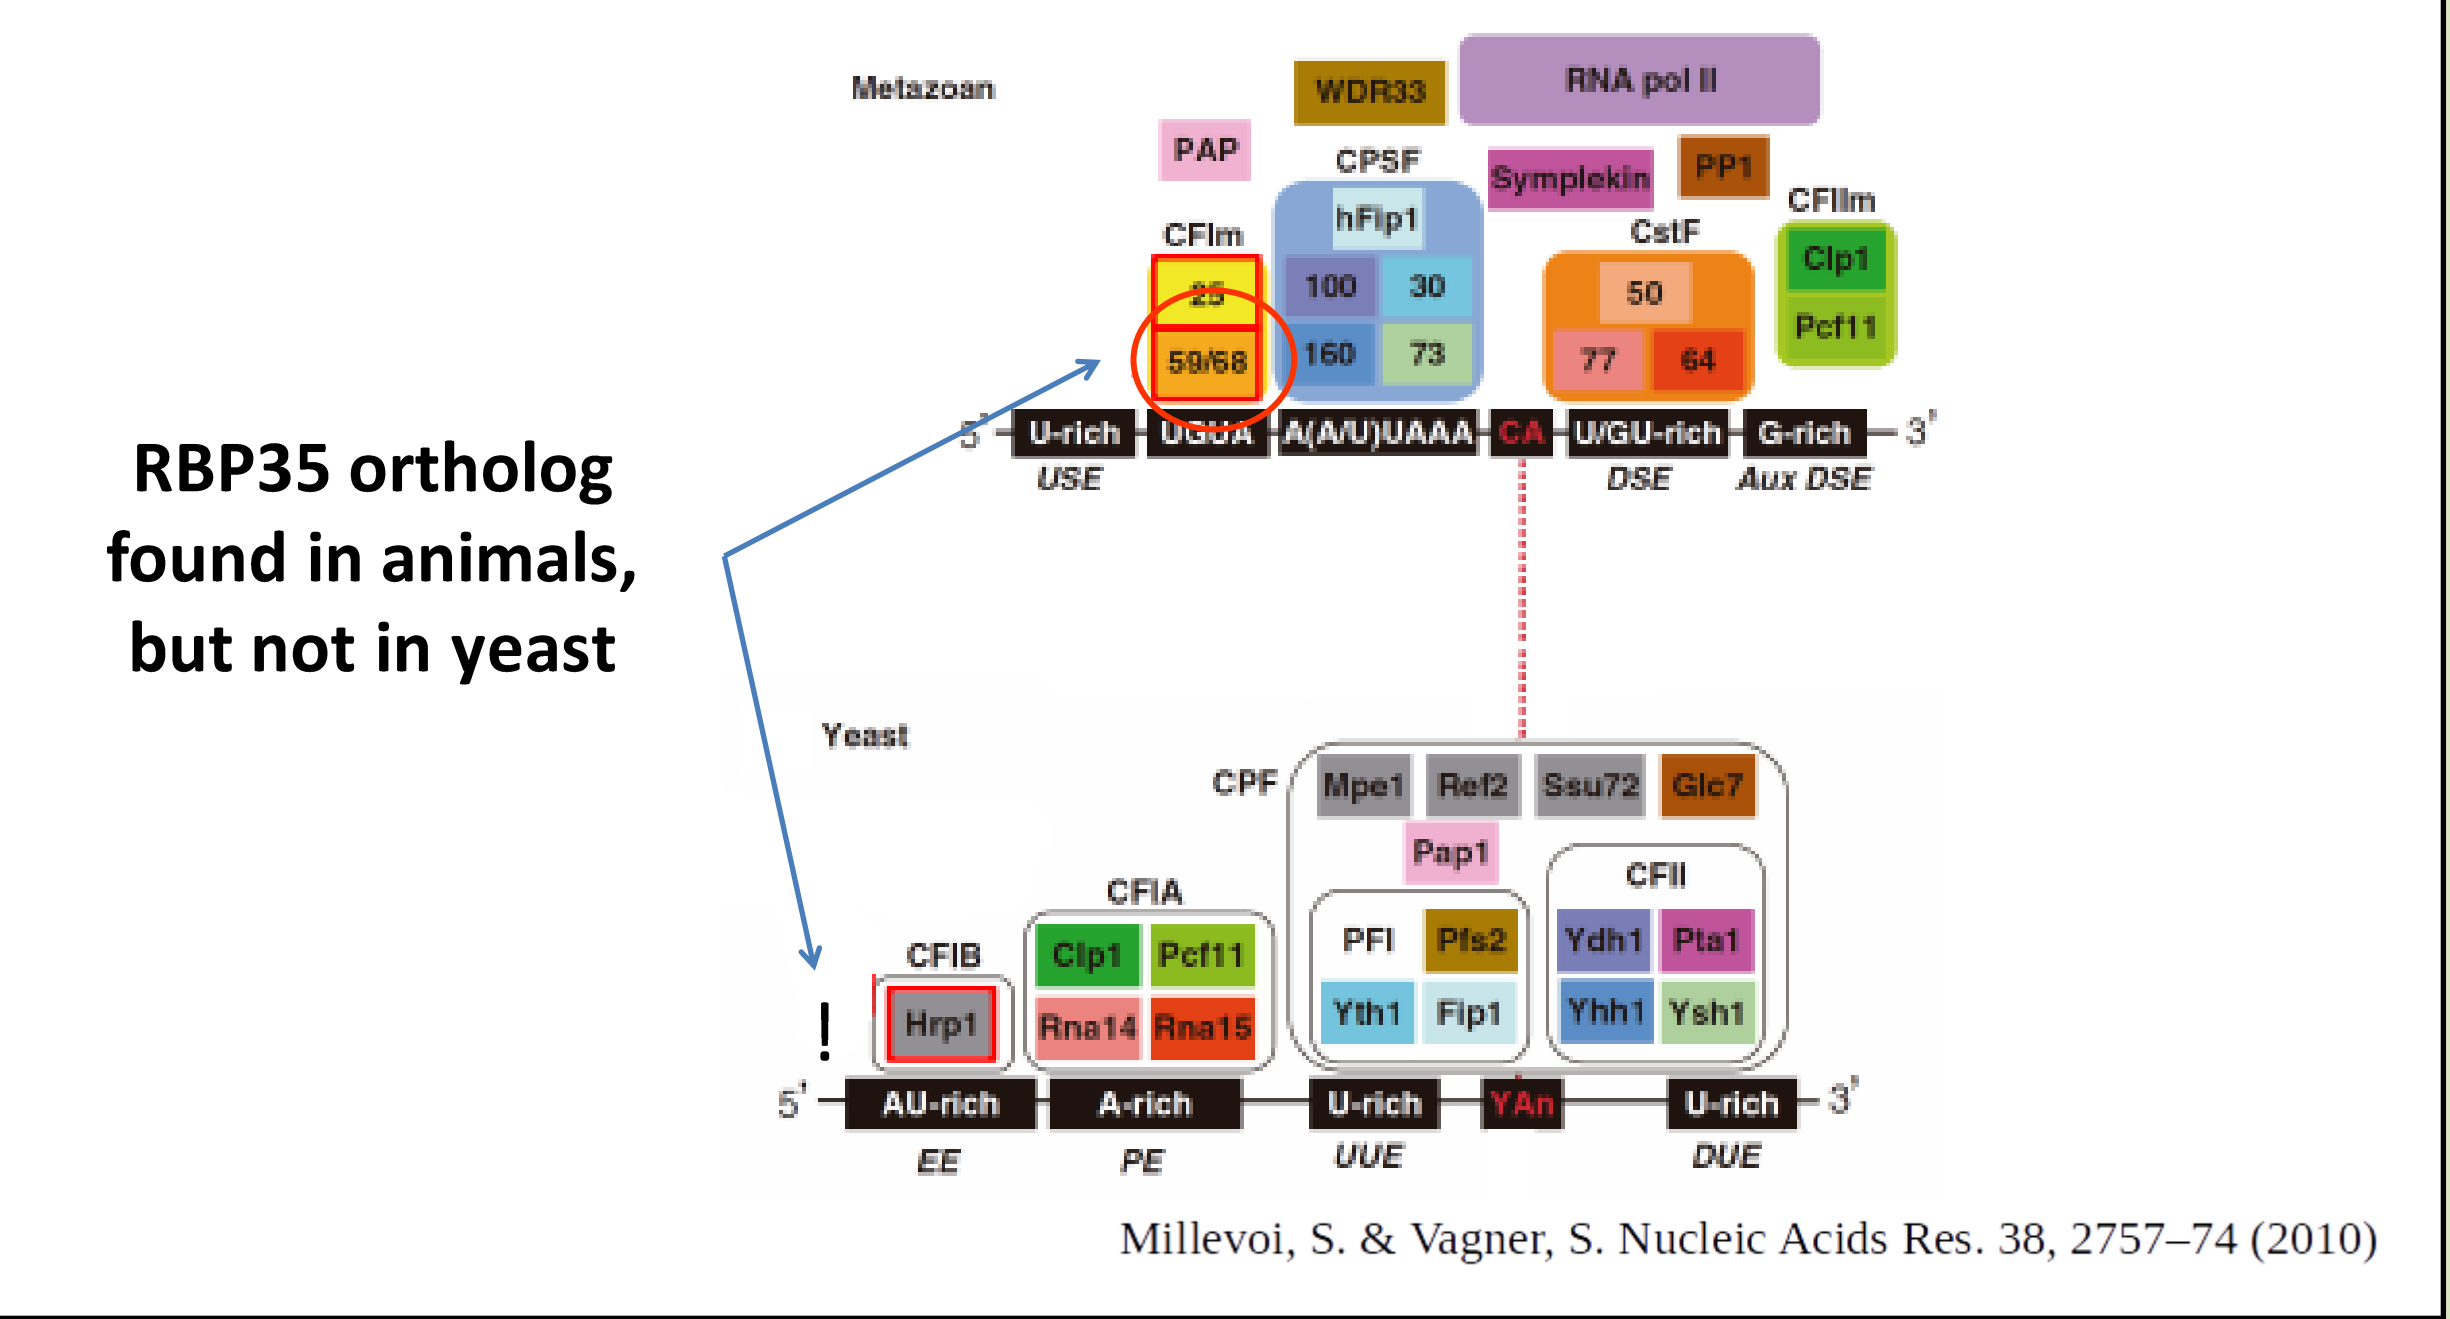 Metazoan
WDR33
RNA pol II
PAP
CPSF
Symplekin
PP1
hFip1
CFIm
CstF
CFIIm
25
100
30
50
Clp1
59/68
160
73
77
64
Pcf11
5' U-rich UGUA A(A/U)UAAA CA U/GU-rich G-rich 3'
USE DSE Aux DSE
RBP35 ortholog
found in animals,
but not in yeast
Yeast
CPF
Mpe1 Ref2 Ssu72 Glc7
Pap1
CFII
CFIA
CFIB
Clp1 Pcf11
PFI Pfs2
Ydh1 Pta1
Hrp1
Rna14 Rna15
Yth1 Fip1
Yhh1 Ysh1
!
5' AU-rich A-rich U-rich YAn U-rich 3'
EE PE UUE DUE
Millevoi, S. & Vagner, S. Nucleic Acids Res. 38, 2757–74 (2010)